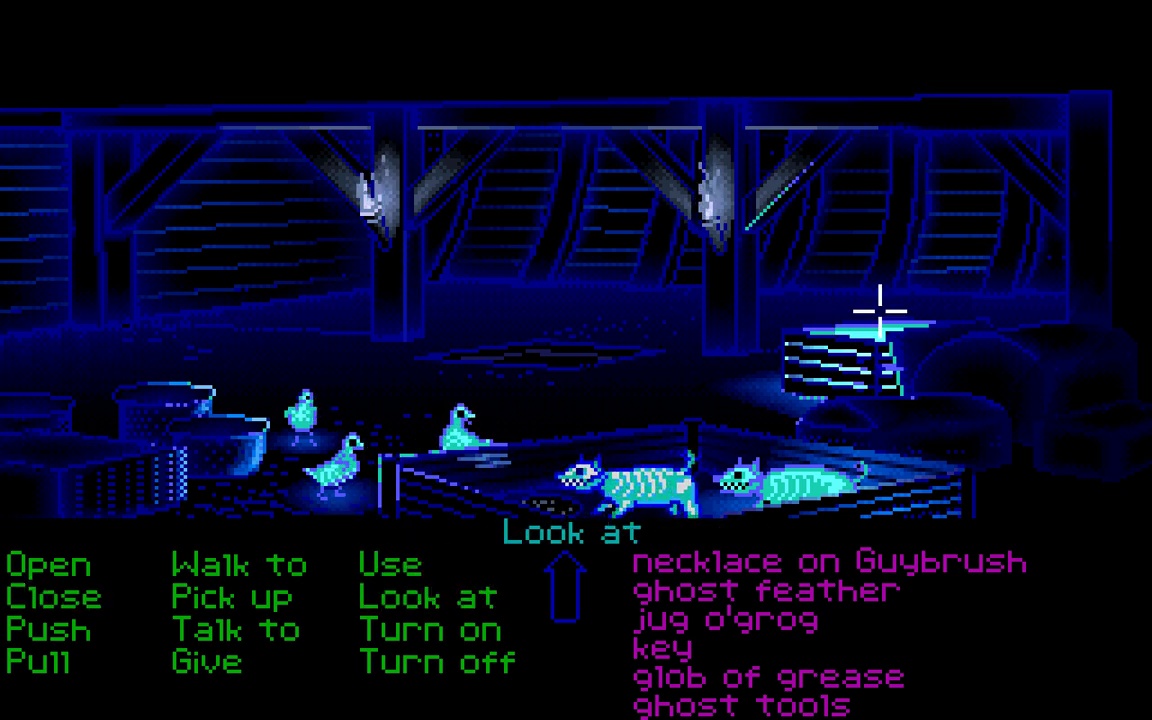 Look at
Open Walk to Use
Close Pick up Look at
Push Talk to Turn on
Pull Give Turn off
necklace on Guybrush
ghost feather
jug o'grog
key
glob of grease
ghost tools